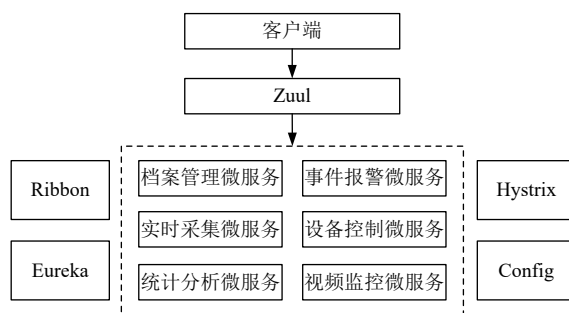 客户端
Zuul
Ribbon
档案管理微服务
事件报警微服务
Hystrix
实时采集微服务
设备控制微服务
Eureka
统计分析微服务
视频监控微服务
Config